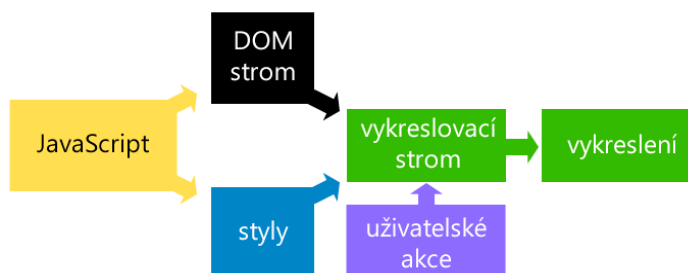 DOM
strom
JavaScript
vykreslovací
strom
vykreslení
styly
uživatelské
akce